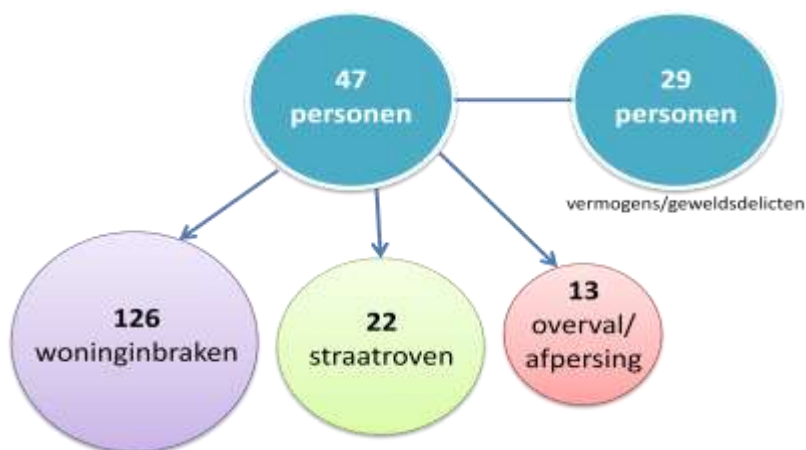 47
personen
29
personen
vermogens/geweldsdelicten
126
woninginbraken
22
straatroven
13
overval/
afpersing